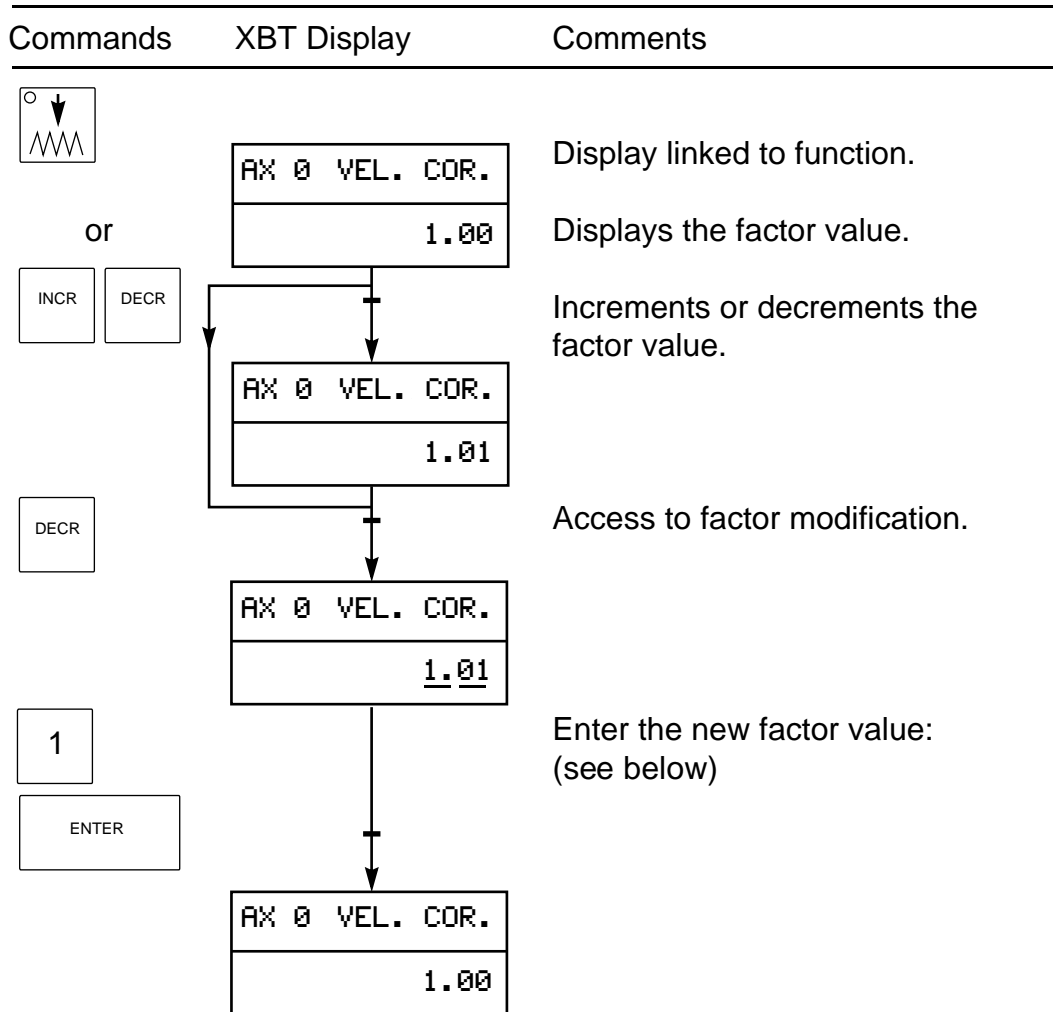 Commands XBT Display Comments
AX 0 VEL. COR.
Display linked to function.
or
1.00
Displays the factor value.
INCR DECR
Increments or decrements the
factor value.
AX 0 VEL. COR.
1.01
DECR
Access to factor modification.
AX 0 VEL. COR.
1.01
1
Enter the new factor value:
(see below)
ENTER
AX 0 VEL. COR.
1.00